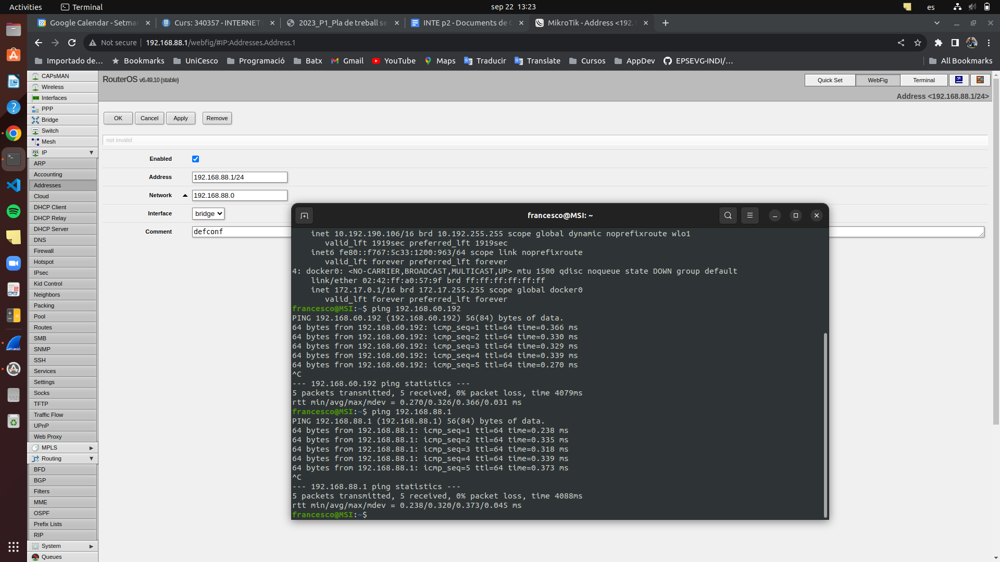 Activities
Terminal
sep 22 13:23
es
Google Calendar - Setma
Curs: 340357 - INTERNET
2023_P1_Pla de treball se
INTE p2 - Documents de
MikroTik - Address <192.1
Not secure
192.168.88.1/webfig/#IP:Addresses.Address.1
Importado de…
Bookmarks
UniCesco
Programació
Batx
Gmail
YouTube
Maps
Traducir
Translate
Cursos
AppDev
EPSEVG-INDI/…
All Bookmarks
CAPsMAN
Wireless
Interfaces
PPP
Bridge
Switch
Mesh
IP
ARP
Accounting
Addresses
Cloud
DHCP Client
DHCP Relay
DHCP Server
DNS
Firewall
Hotspot
IPsec
Kid Control
Neighbors
Packing
Pool
Routes
SMB
SNMP
SSH
Services
Settings
Socks
TFTP
Traffic Flow
UPnP
Web Proxy
MPLS
Routing
BFD
BGP
Filters
MME
OSPF
Prefix Lists
RIP
System
Queues
RouterOS v6.49.10 (stable)
Quick Set
WebFig
Terminal
Address <192.168.88.1/24>
OK
Cancel
Apply
Remove
not invalid
Enabled
Address
192.168.88.1/24
Network
192.168.88.0
Interface
bridge
Comment
defconf
francesco@MSI: ~
inet 10.192.190.106/16 brd 10.192.255.255 scope global dynamic noprefixroute wlo1
valid_lft 1919sec preferred_lft 1919sec
inet6 fe80::f767:5c33:1200:963/64 scope link noprefixroute
valid_lft forever preferred_lft forever
4: docker0: <NO-CARRIER,BROADCAST,MULTICAST,UP> mtu 1500 qdisc noqueue state DOWN group default
link/ether 02:42:ff:a0:57:9f brd ff:ff:ff:ff:ff:ff
inet 172.17.0.1/16 brd 172.17.255.255 scope global docker0
valid_lft forever preferred_lft forever
francesco@MSI:~$ ping 192.168.60.192
PING 192.168.60.192 (192.168.60.192) 56(84) bytes of data.
64 bytes from 192.168.60.192: icmp_seq=1 ttl=64 time=0.366 ms
64 bytes from 192.168.60.192: icmp_seq=2 ttl=64 time=0.330 ms
64 bytes from 192.168.60.192: icmp_seq=3 ttl=64 time=0.329 ms
64 bytes from 192.168.60.192: icmp_seq=4 ttl=64 time=0.339 ms
64 bytes from 192.168.60.192: icmp_seq=5 ttl=64 time=0.270 ms
^C
--- 192.168.60.192 ping statistics ---
5 packets transmitted, 5 received, 0% packet loss, time 4079ms
rtt min/avg/max/mdev = 0.270/0.326/0.366/0.031 ms
francesco@MSI:~$ ping 192.168.88.1
PING 192.168.88.1 (192.168.88.1) 56(84) bytes of data.
64 bytes from 192.168.88.1: icmp_seq=1 ttl=64 time=0.238 ms
64 bytes from 192.168.88.1: icmp_seq=2 ttl=64 time=0.335 ms
64 bytes from 192.168.88.1: icmp_seq=3 ttl=64 time=0.318 ms
64 bytes from 192.168.88.1: icmp_seq=4 ttl=64 time=0.339 ms
64 bytes from 192.168.88.1: icmp_seq=5 ttl=64 time=0.373 ms
^C
--- 192.168.88.1 ping statistics ---
5 packets transmitted, 5 received, 0% packet loss, time 4088ms
rtt min/avg/max/mdev = 0.238/0.320/0.373/0.045 ms
francesco@MSI:~$